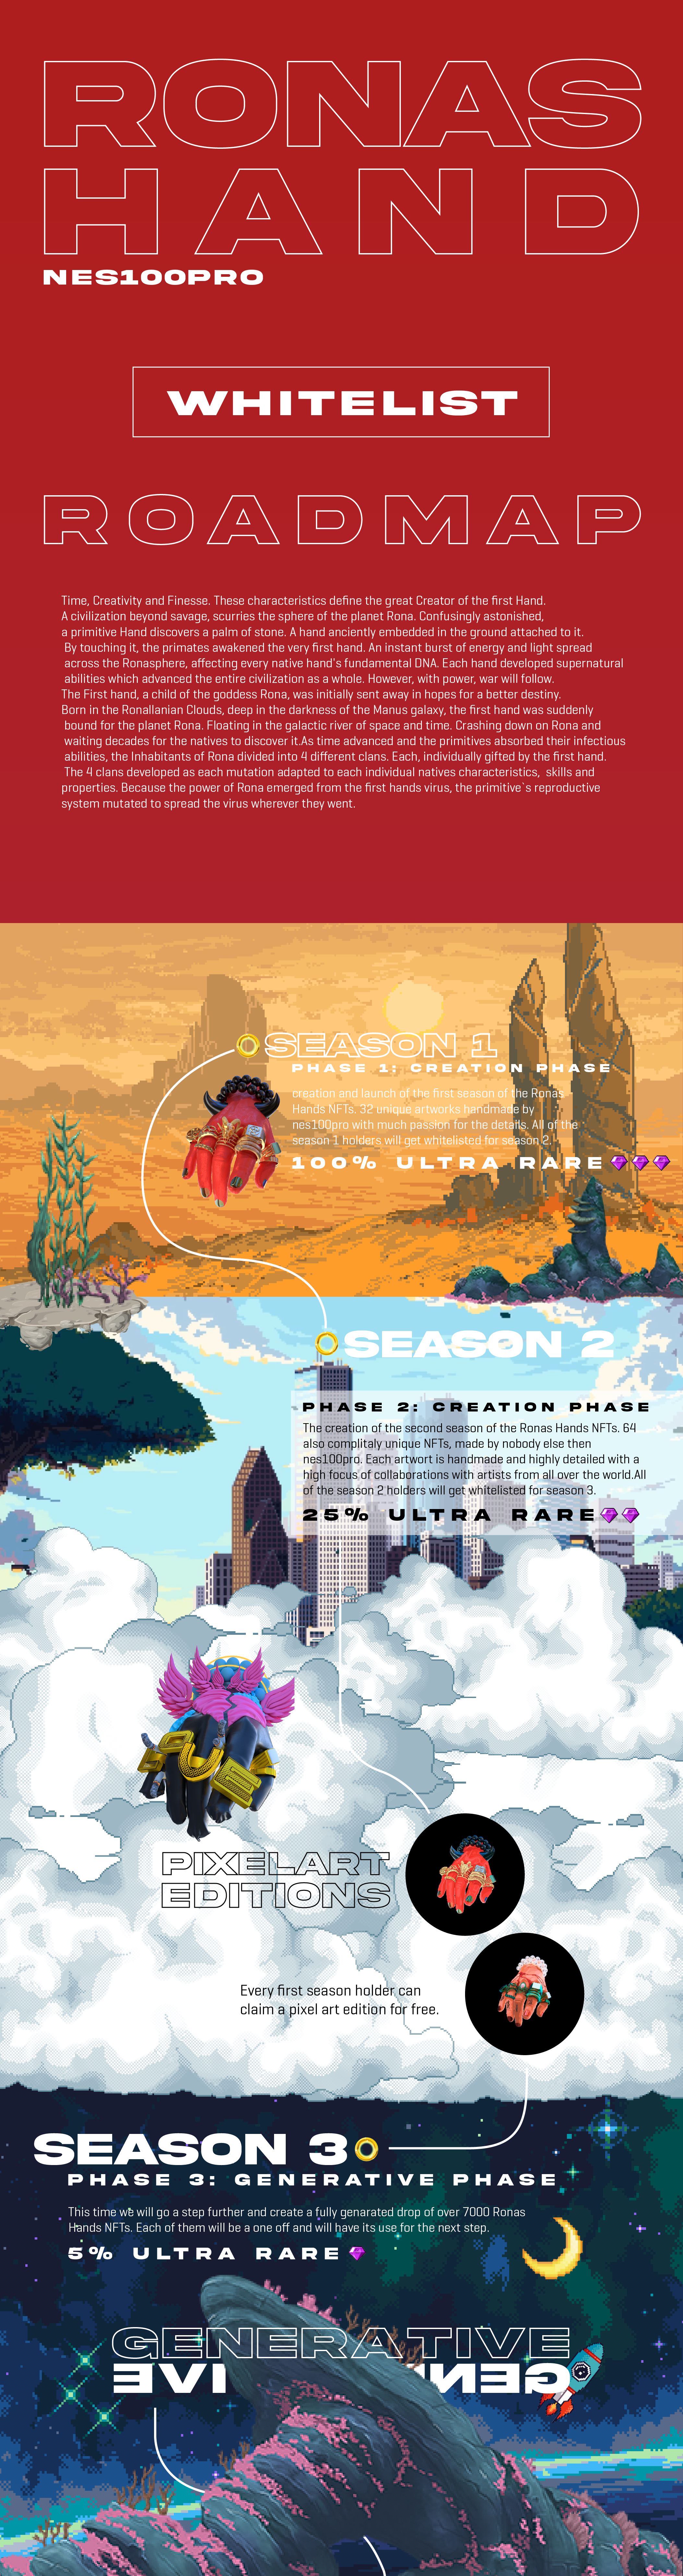 RONAS
HAND
NES100PRO
WHITELIST
ROADMAP
Time, Creativity and Finesse. These characteristics define the great Creator of the first Hand.
A civilization beyond savage, scurries the sphere of the planet Rona. Confusingly astonished,
a primitive Hand discovers a palm of stone. A hand anciently embedded in the ground attached to it.
By touching it, the primates awakened the very first hand. An instant burst of energy and light spread
across the Ronasphere, affecting every native hand's fundamental DNA. Each hand developed supernatural
abilities which advanced the entire civilization as a whole. However, with power, war will follow.
The First hand, a child of the goddess Rona, was initially sent away in hopes for a better destiny.
Born in the Ronallanian Clouds, deep in the darkness of the Manus galaxy, the first hand was suddenly
bound for the planet Rona. Floating in the galactic river of space and time. Crashing down on Rona and
waiting decades for the natives to discover it.As time advanced and the primitives absorbed their infectious
abilities, the Inhabitants of Rona divided into 4 different clans. Each, individually gifted by the first hand.
The 4 clans developed as each mutation adapted to each individual natives characteristics, skills and
properties. Because the power of Rona emerged from the first hands virus, the primitive`s reproductive
system mutated to spread the virus wherever they went.
SEASON 1
PHASE 1: CREATION PHASE
creation and launch of the first season of the Ronas
Hands NFTs. 32 unique artworks handmade by
nes100pro with much passion for the details. All of the
season 1 holders will get whitelisted for season 2.
100% ULTRA RARE
SEASON 2
PHASE 2: CREATION PHASE
The creation of the second season of the Ronas Hands NFTs. 64
also complitaly unique NFTs, made by nobody else then
nes100pro. Each artwort is handmade and highly detailed with a
high focus of collaborations with artists from all over the world.All
of the season 2 holders will get whitelisted for season 3.
25% ULTRA RARE
PIXELART
EDITIONS
Every first season holder can
claim a pixel art edition for free.
SEASON 3
PHASE 3: GENERATIVE PHASE
This time we will go a step further and create a fully genarated drop of over 7000 Ronas
Hands NFTs. Each of them will be a one off and will have its use for the next step.
5% ULTRA RARE
GENERATIVE